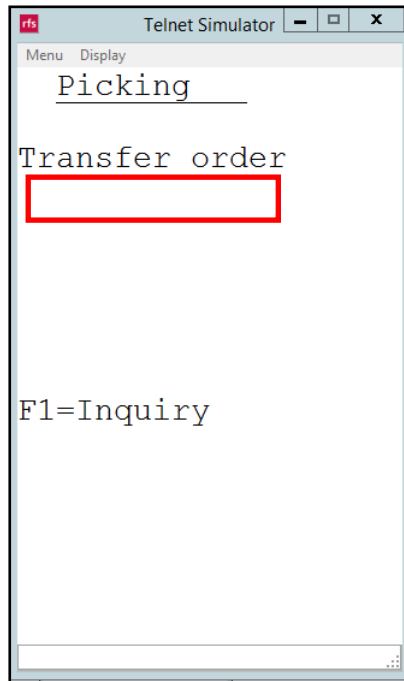 rfs Telnet Simulator
Menu Display
Picking
Transfer order
F1=Inquiry